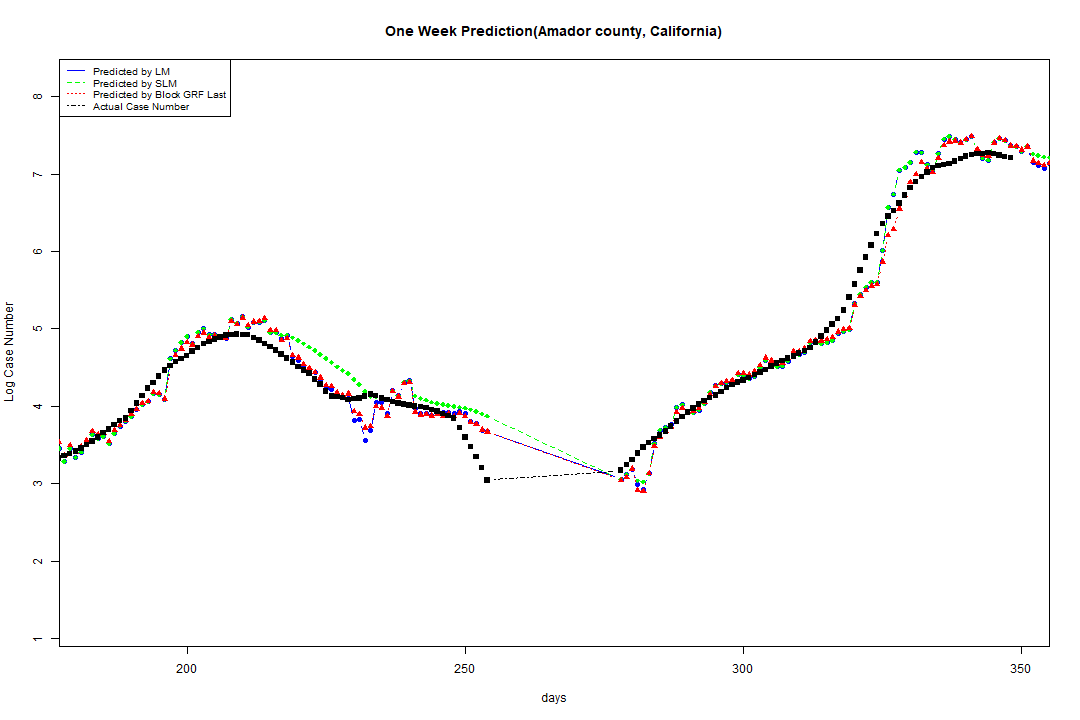 One Week Prediction(Amador county, California)
Predicted by LM
Predicted by SLM
Predicted by Block GRF Last
Actual Case Number
8
7
6
5
4
3
2
1
Log Case Number
200 250 300 350
days